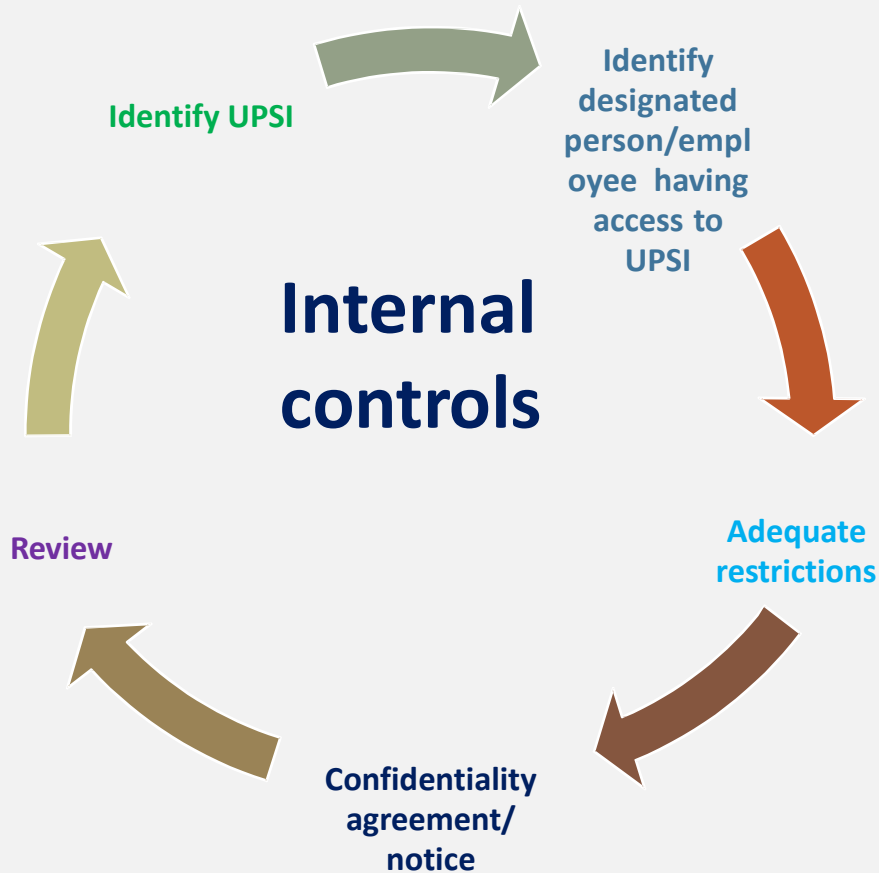 Identify UPSI
Identify
designated
person/empl
oyee having
access to
UPSI
Internal
controls
Adequate
restrictions
Confidentiality
agreement/
notice
Review